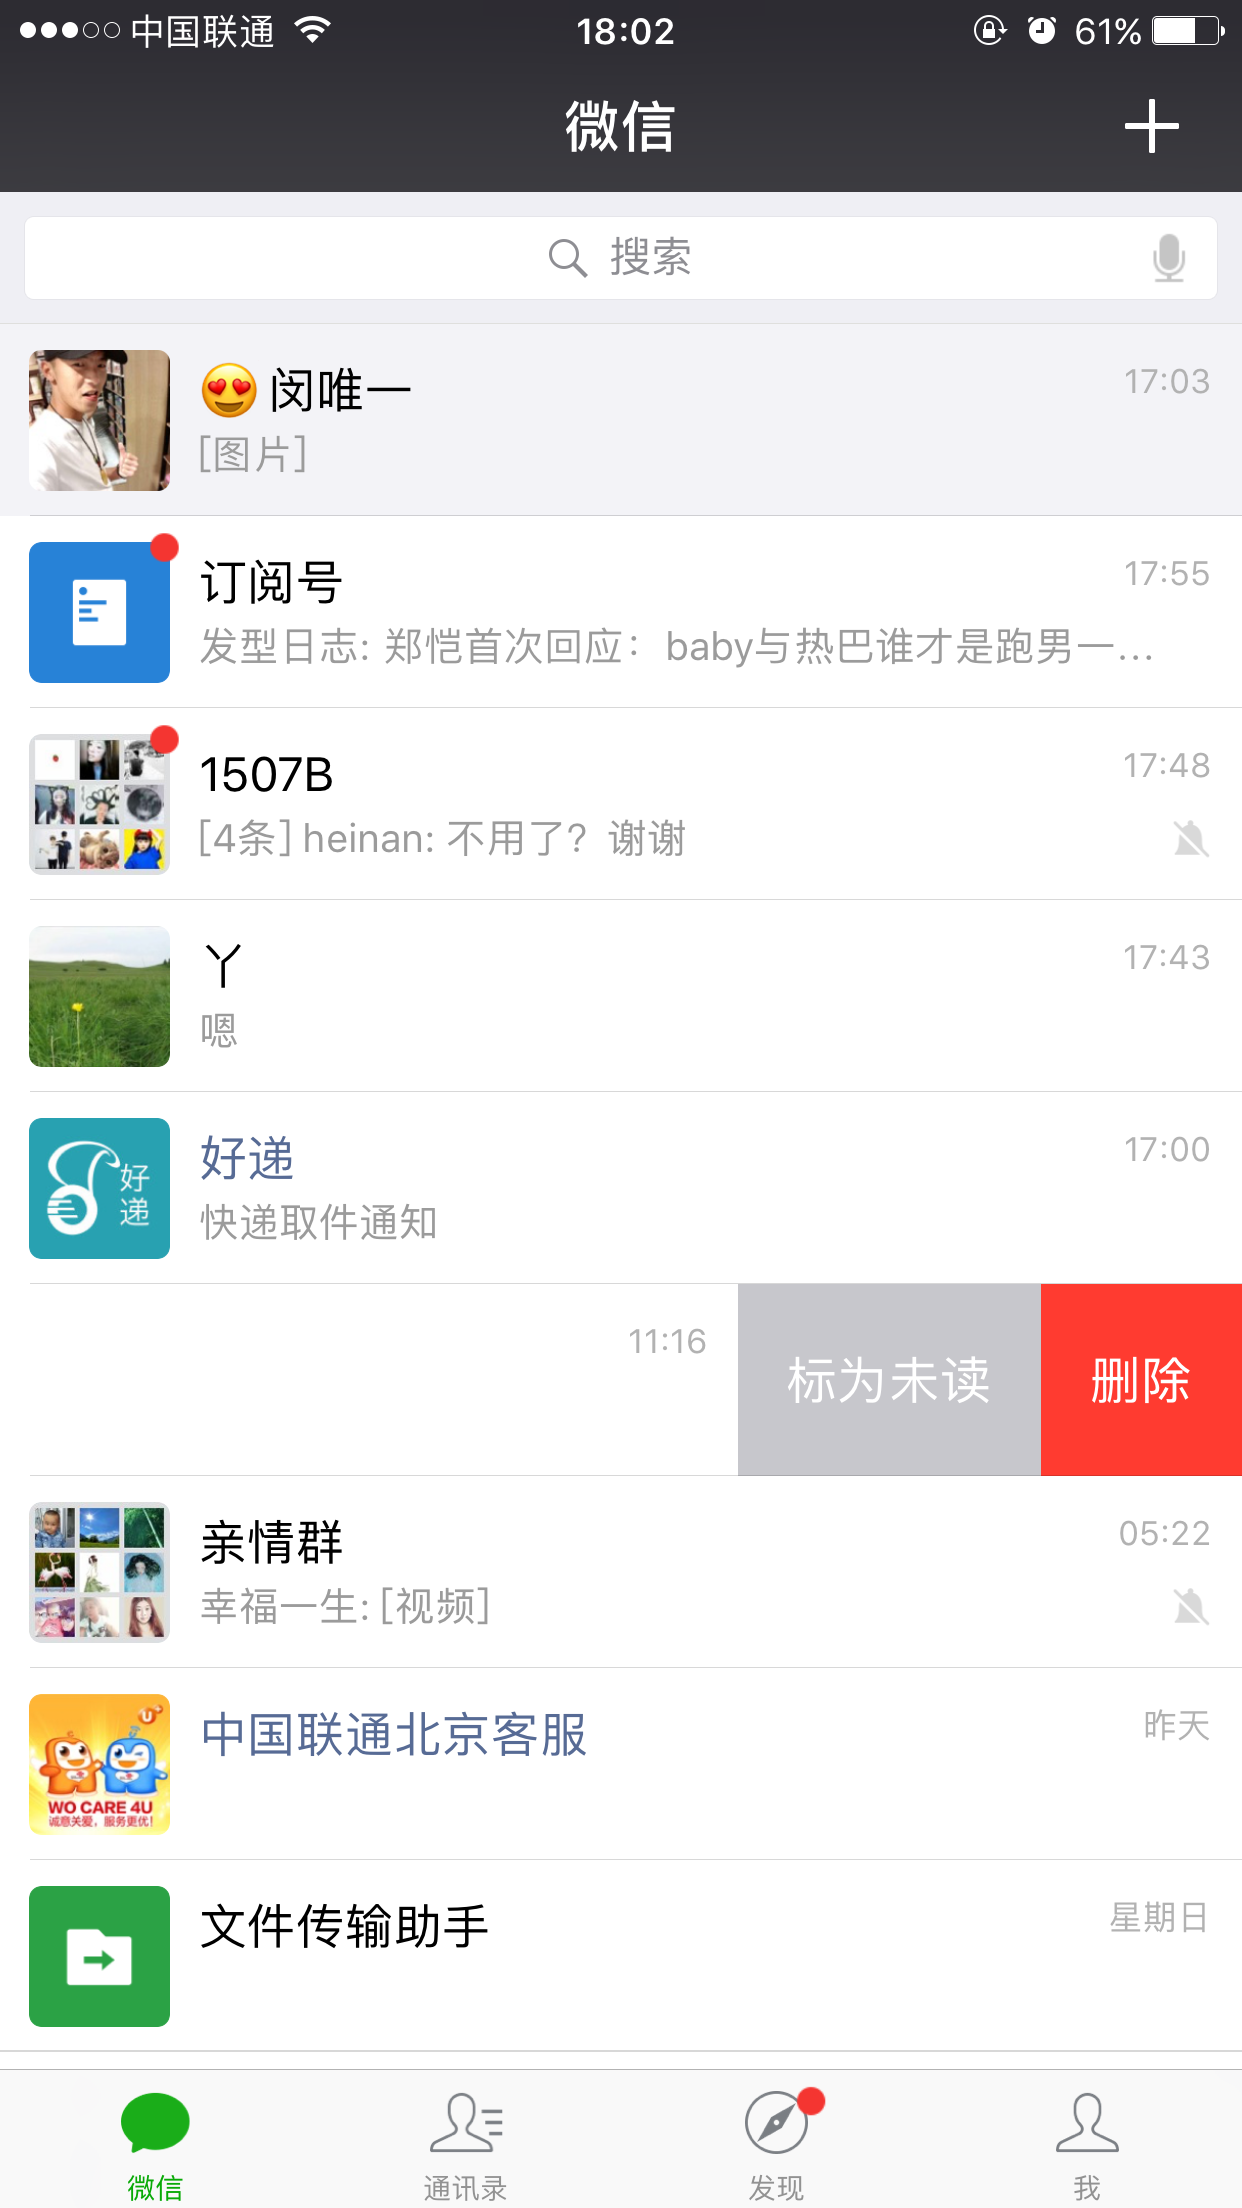 中国联通 18:02 61%
微信
搜索
😍闵唯一 17:03
[图片]
订阅号 17:55
发型日志: 郑恺首次回应：baby与热巴谁才是跑男一...
1507B 17:48
[4条] heinan: 不用了？谢谢
丫 17:43
嗯
好递
好递 17:00
快递取件通知
11:16 标为未读 删除
亲情群 05:22
幸福一生: [视频]
中国联通北京客服 昨天
WO CARE 4U
诚意关爱，服务更优!
文件传输助手 星期日
微信 通讯录 发现 我